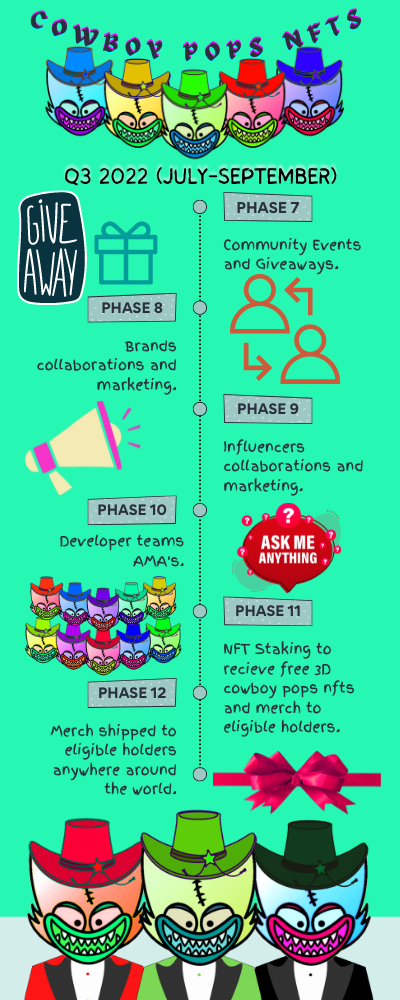 COWBOY POPS NFTS
Q3 2022 (JULY-SEPTEMBER)
GIVE
AWAY
PHASE 7
Community Events
and Giveaways.
PHASE 8
Brands
collaborations and
marketing.
PHASE 9
Influencers
collaborations and
marketing.
PHASE 10
Developer teams
AMA's.
?
?
?
?
?
?
?
ASK ME
ANYTHING
PHASE 11
NFT Staking to
recieve free 3D
cowboy pops nfts
and merch to
eligible holders.
PHASE 12
Merch shipped to
eligible holders
anywhere around
the world.